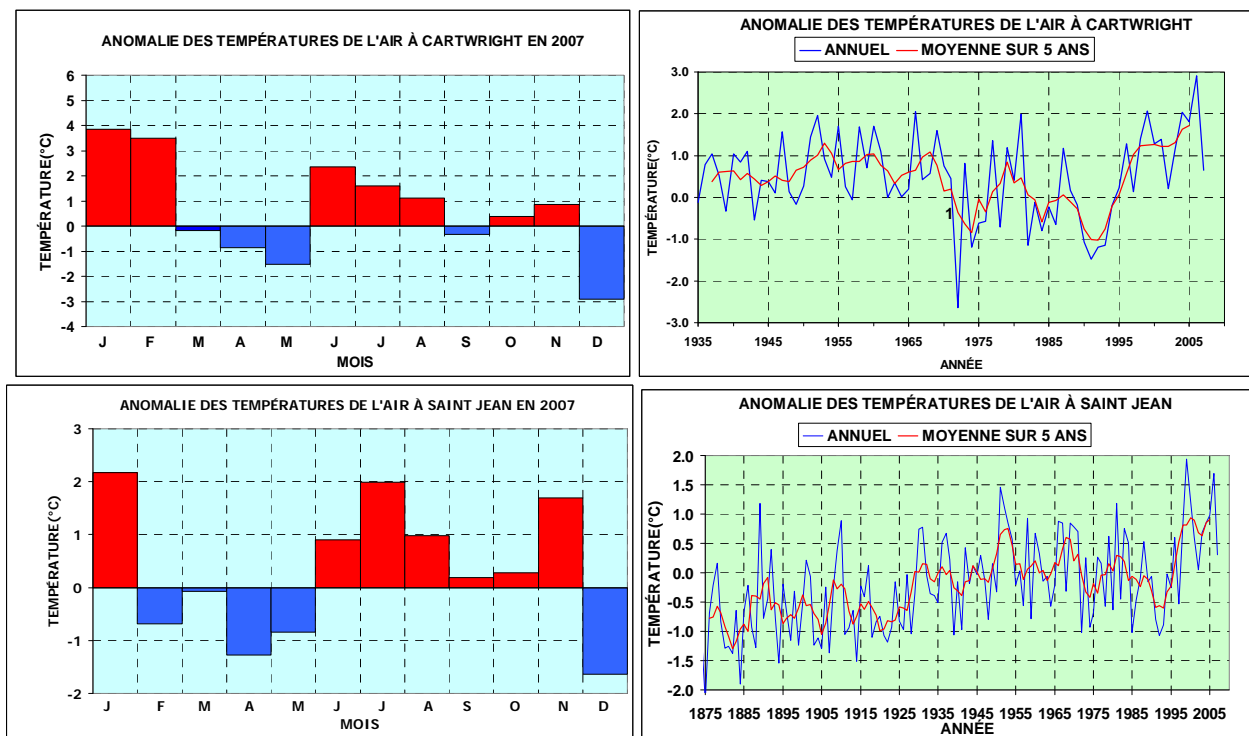 ANOMALIE DES TEMPÉRATURES DE L'AIR À CARTWRIGHT EN 2007
TEMPÉRATURE(°C)
6
5
4
3
2
1
0
-1
-2
-3
-4
J F M A M J J A S O N D
MOIS
ANOMALIE DES TEMPÉRATURES DE L'AIR À CARTWRIGHT
ANNUEL MOYENNE SUR 5 ANS
TEMPÉRATURE(°C)
3.0
2.0
1.0
0.0
-1.0
-2.0
-3.0
1
1935 1945 1955 1965 1975 1985 1995 2005
ANNÉE
ANOMALIE DES TEMPÉRATURES DE L'AIR À SAINT JEAN EN 2007
TEMPÉRATURE(°C)
3
2
1
0
-1
-2
J F M A M J J A S O N D
MOIS
ANOMALIE DES TEMPÉRATURES DE L'AIR À SAINT JEAN
ANNUEL MOYENNE SUR 5 ANS
TEMPÉRATURE(°C)
2.0
1.5
1.0
0.5
0.0
-0.5
-1.0
-1.5
-2.0
1875 1885 1895 1905 1915 1925 1935 1945 1955 1965 1975 1985 1995 2005
ANNÉE